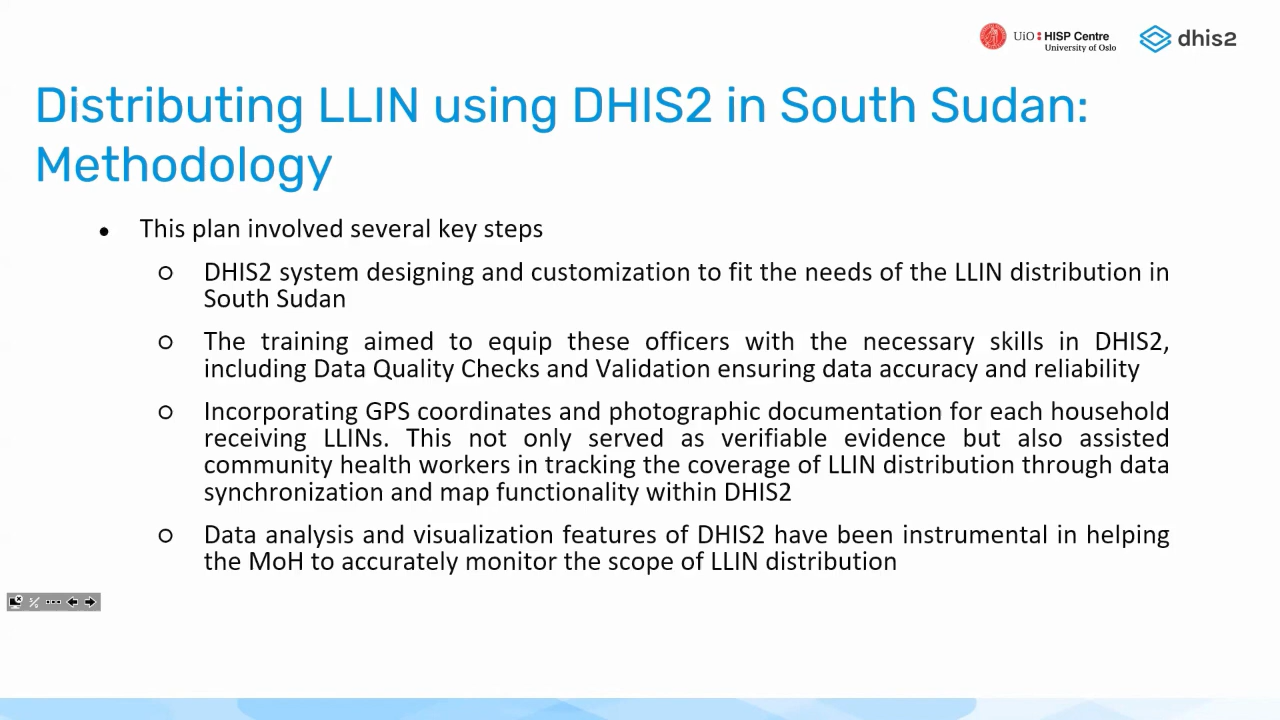 UiO: HISP Centre
University of Oslo
dhis2
Distributing LLIN using DHIS2 in South Sudan:
Methodology
● This plan involved several key steps
○ DHIS2 system designing and customization to fit the needs of the LLIN distribution in
South Sudan
○ The training aimed to equip these officers with the necessary skills in DHIS2,
including Data Quality Checks and Validation ensuring data accuracy and reliability
○ Incorporating GPS coordinates and photographic documentation for each household
receiving LLINs. This not only served as verifiable evidence but also assisted
community health workers in tracking the coverage of LLIN distribution through data
synchronization and map functionality within DHIS2
○ Data analysis and visualization features of DHIS2 have been instrumental in helping
the MoH to accurately monitor the scope of LLIN distribution